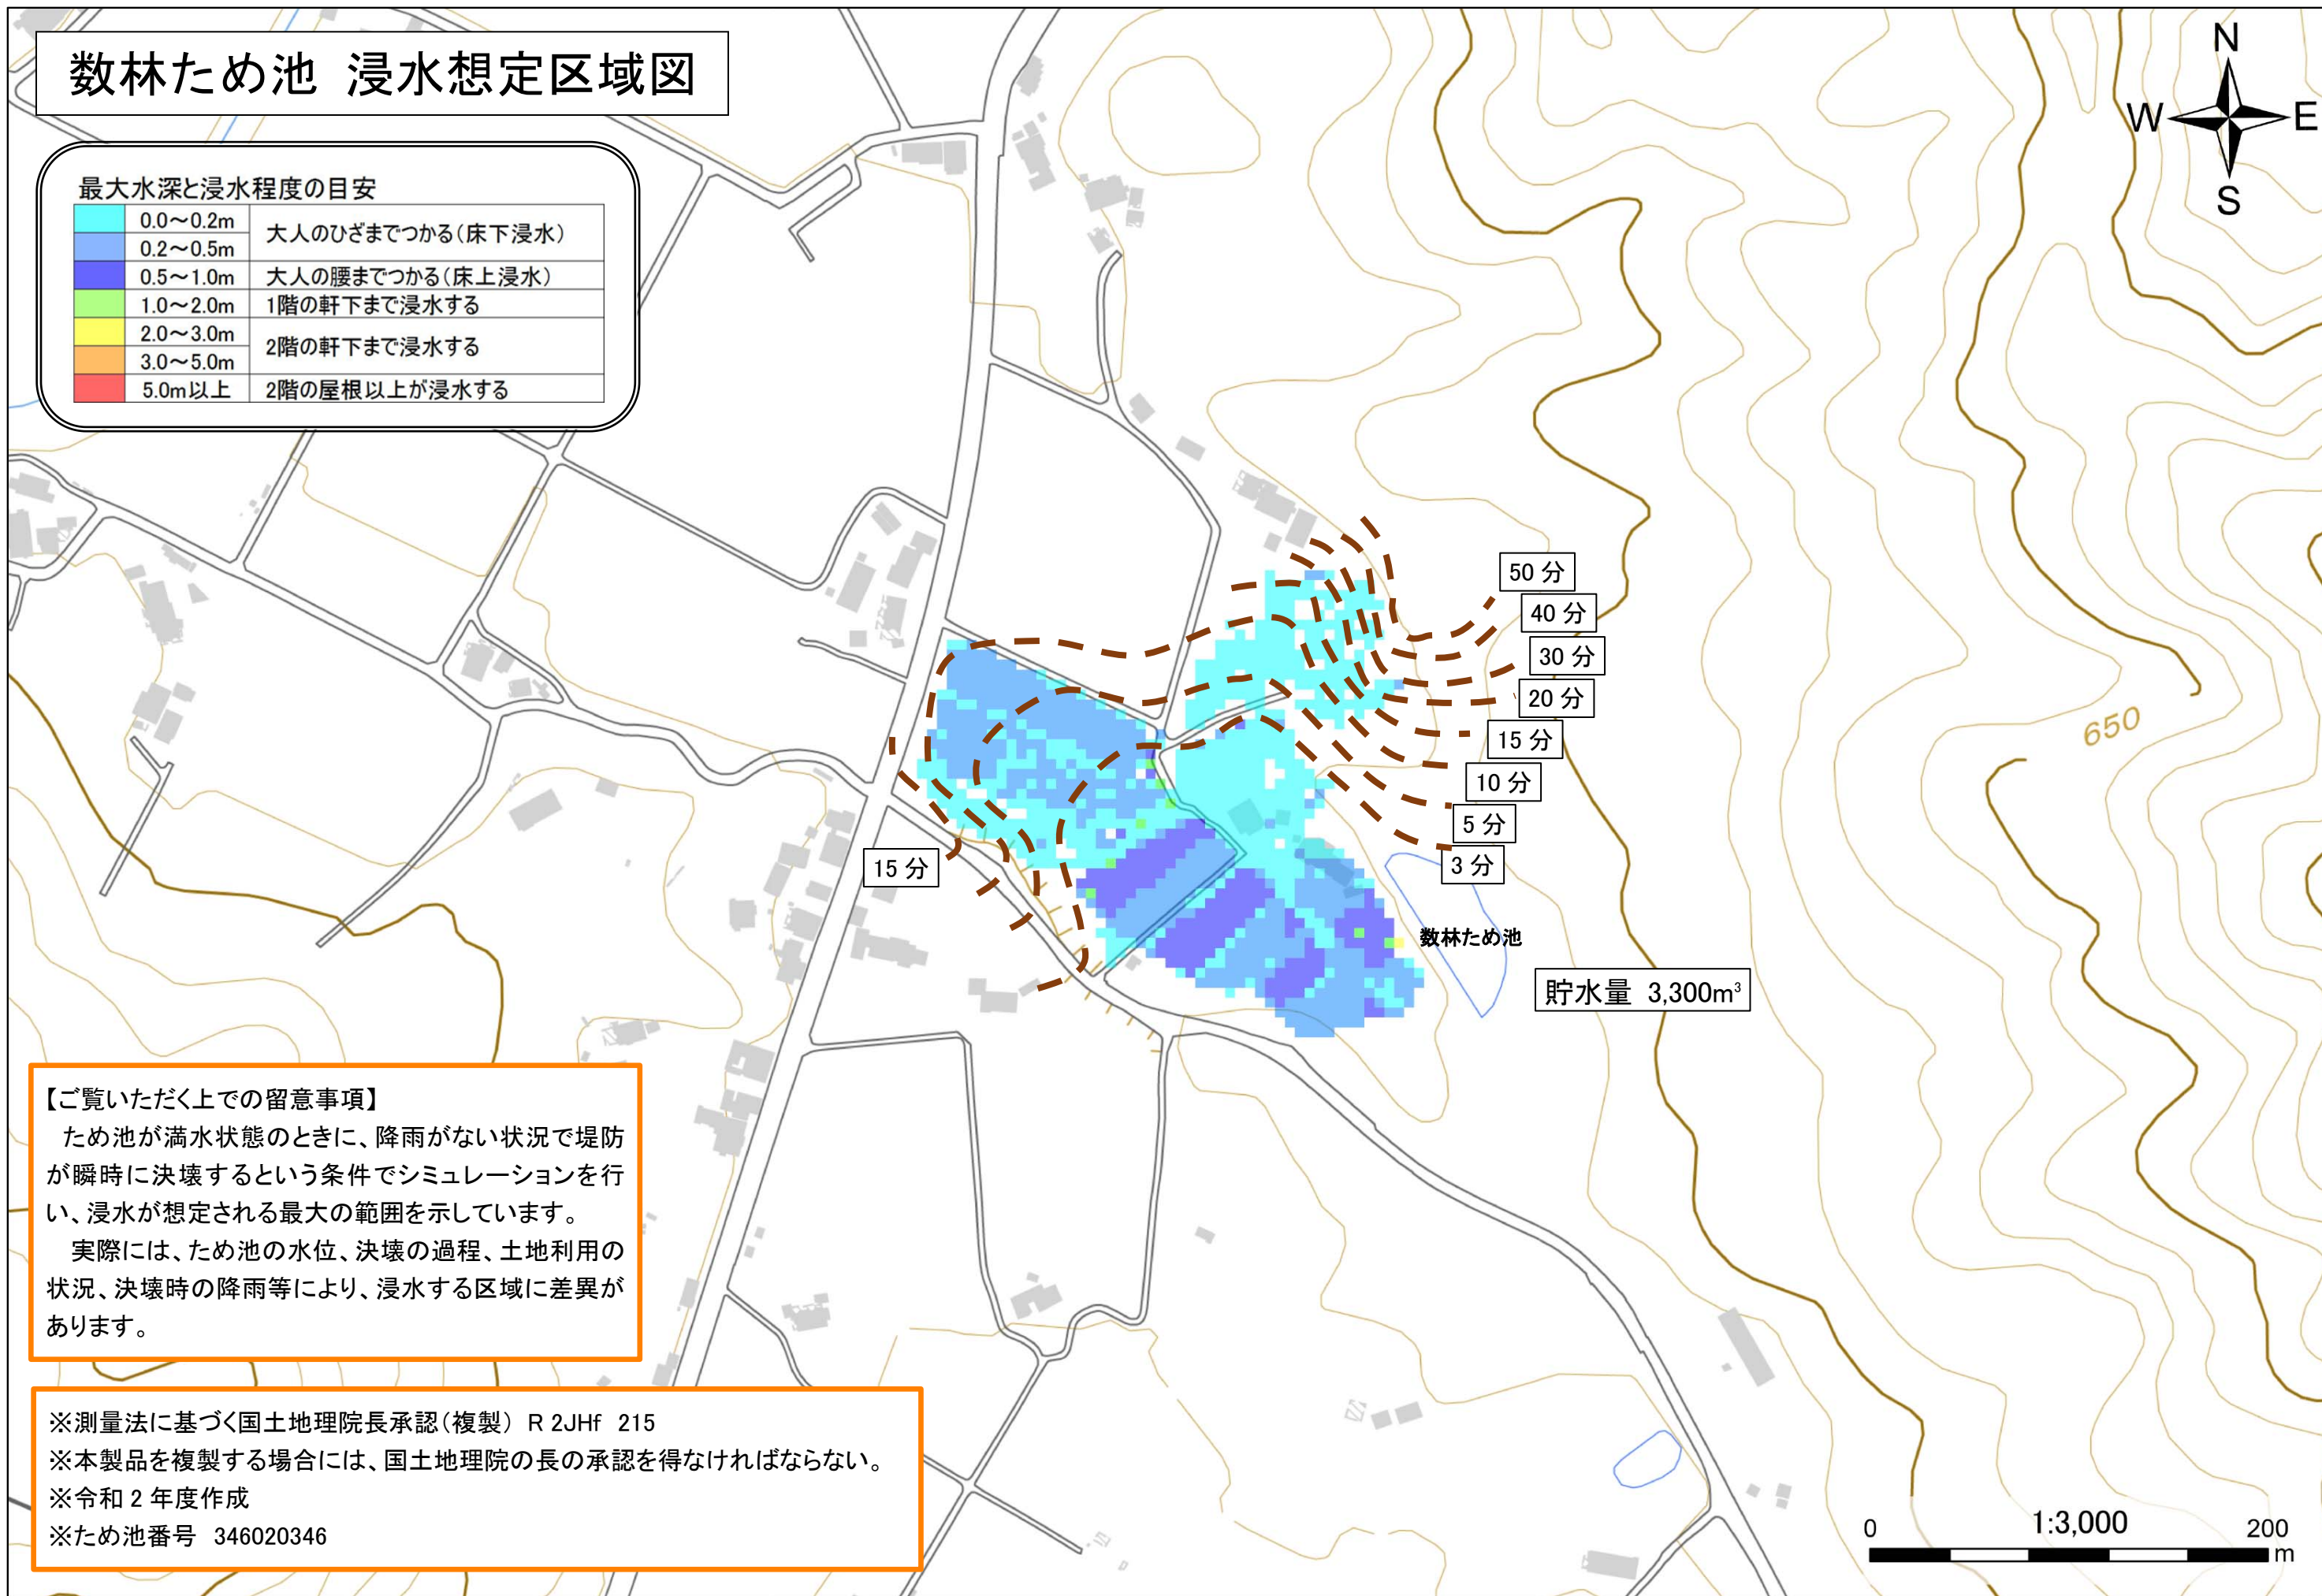 数林ため池 浸水想定区域図
N
W
E
S
最大水深と浸水程度の目安
0.0～0.2m
大人のひざまでつかる(床下浸水)
0.2～0.5m
0.5～1.0m 大人の腰までつかる(床上浸水)
1.0～2.0m 1階の軒下まで浸水する
2.0～3.0m
2階の軒下まで浸水する
3.0～5.0m
5.0m以上 2階の屋根以上が浸水する
50 分
40 分
30 分
20 分
15 分
10 分
5 分
3 分
15 分
650
数林ため池
貯水量 3,300m³
【ご覧いただく上での留意事項】
ため池が満水状態のときに、降雨がない状況で堤防
が瞬時に決壊するという条件でシミュレーションを行
い、浸水が想定される最大の範囲を示しています。
実際には、ため池の水位、決壊の過程、土地利用の
状況、決壊時の降雨等により、浸水する区域に差異が
あります。
※測量法に基づく国土地理院長承認(複製) R 2JHf 215
※本製品を複製する場合には、国土地理院の長の承認を得なければならない。
※令和 2 年度作成
※ため池番号 346020346
0 1:3,000 200
m